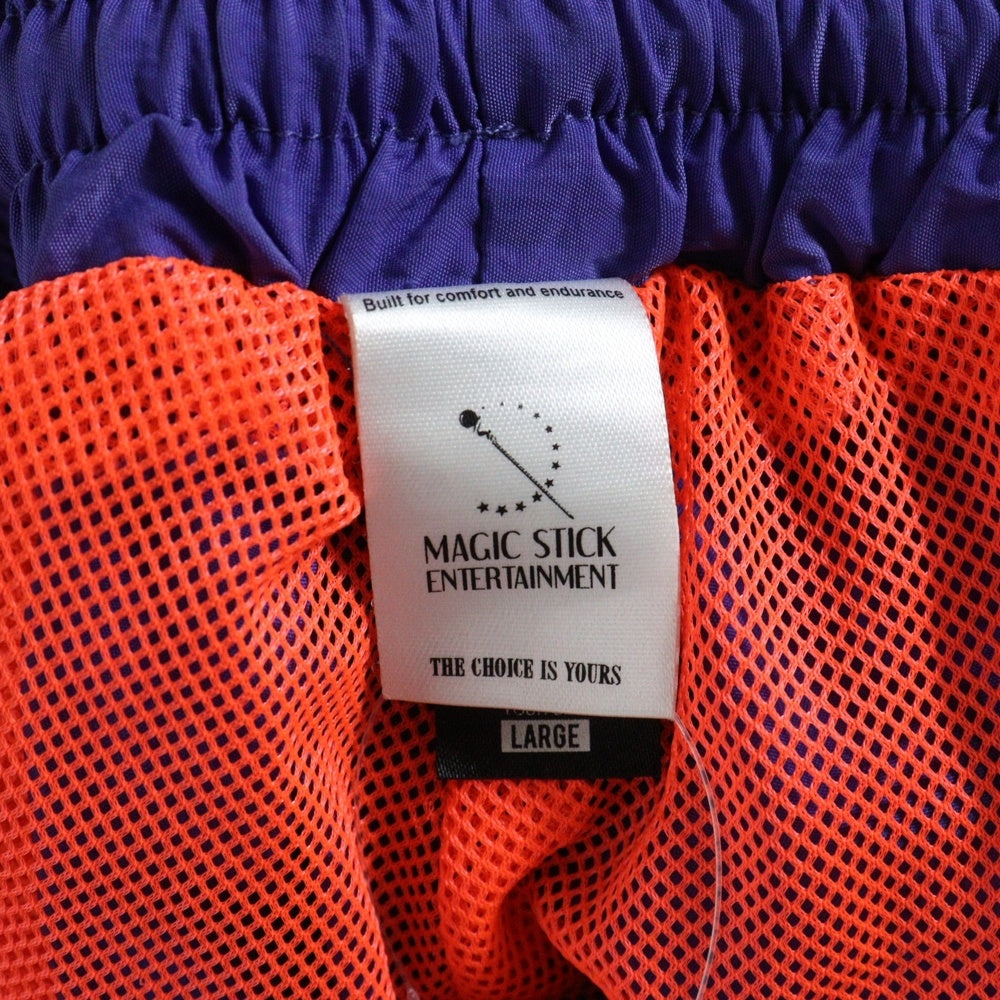 Built for comfort and endurance
MAGIC STICK
ENTERTAINMENT
THE CHOICE IS YOURS
LARGE